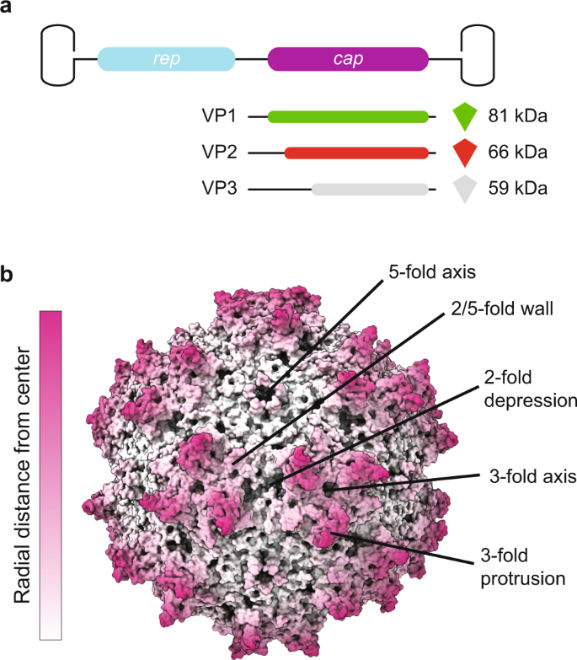 a
rep
cap
VP1
81 kDa
VP2
66 kDa
VP3
59 kDa
b
5-fold axis
2/5-fold wall
2-fold
depression
3-fold axis
3-fold
protrusion
Radial distance from center